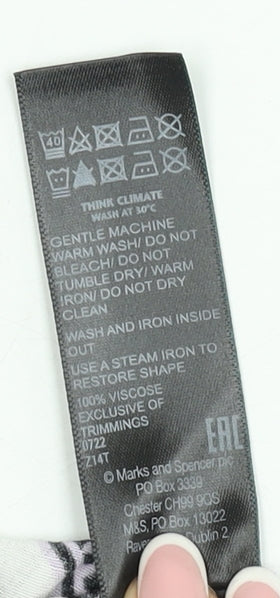 40
THINK CLIMATE
WASH AT 30°C
GENTLE MACHINE
WARM WASH/ DO NOT
BLEACH/ DO NOT
TUMBLE DRY/ WARM
IRON/ DO NOT DRY
CLEAN
WASH AND IRON INSIDE
OUT
USE A STEAM IRON TO
RESTORE SHAPE
100% VISCOSE
EXCLUSIVE OF
TRIMMINGS
0722
Z14T
EAC
© Marks and Spencer plc
PO Box 3339
Chester CH99 9QS
M&S, PO Box 13022
Dublin 2